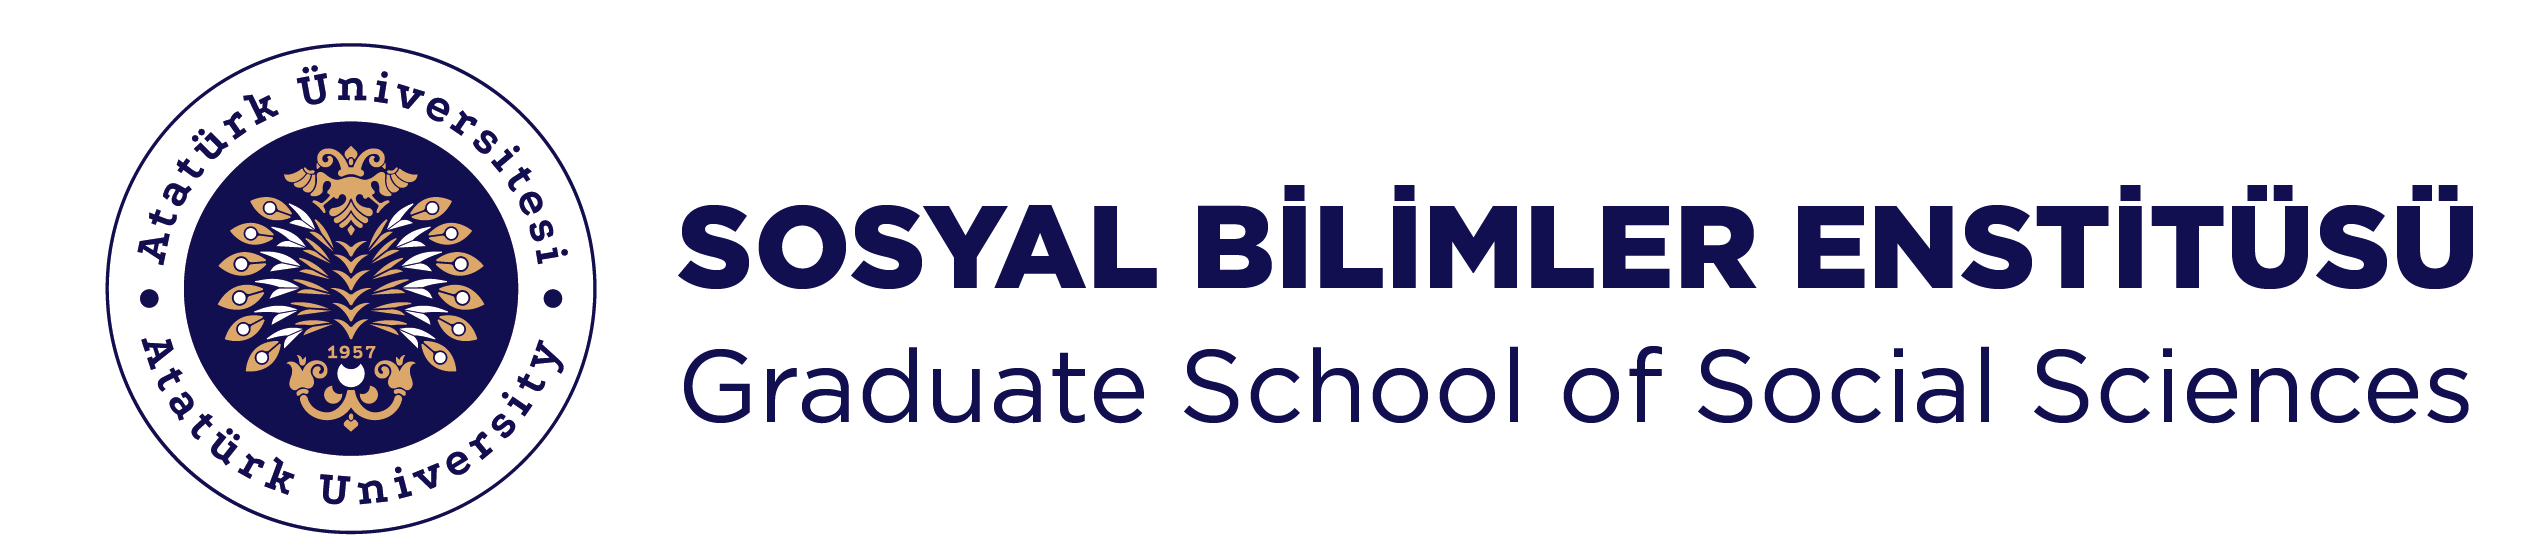 Atatürk Üniversitesi
1957
Atatürk University
SOSYAL BİLİMLER ENSTİTÜSÜ
Graduate School of Social Sciences